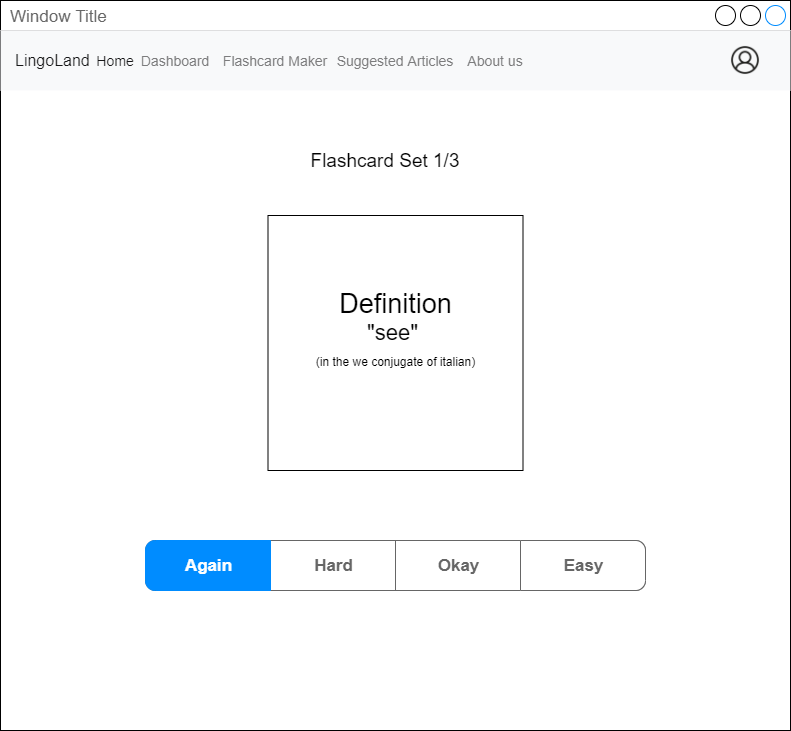 Window Title
LingoLand Home Dashboard Flashcard Maker Suggested Articles About us
Flashcard Set 1/3
Definition
"see"
(in the we conjugate of italian)
Again Hard Okay Easy